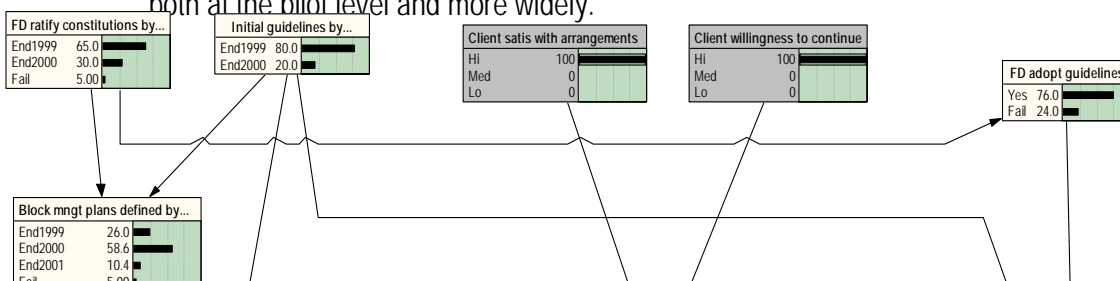 both at the pilot level and more widely.
FD ratify constitutions by...
End1999 65.0
End2000 30.0
Fail 5.00
Initial guidelines by...
End1999 80.0
End2000 20.0
Client satis with arrangements
Hi 100
Med 0
Lo 0
Client willingness to continue
Hi 100
Med 0
Lo 0
FD adopt guidelines
Yes 76.0
Fail 24.0
Block mngt plans defined by...
End1999 26.0
End2000 58.6
End2001 10.4
Fail 5.00